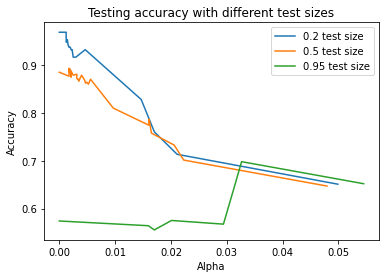 Testing accuracy with different test sizes
0.2 test size
0.5 test size
0.95 test size
Accuracy
0.9
0.8
0.7
0.6
0.00
0.01
0.02
0.03
0.04
0.05
Alpha